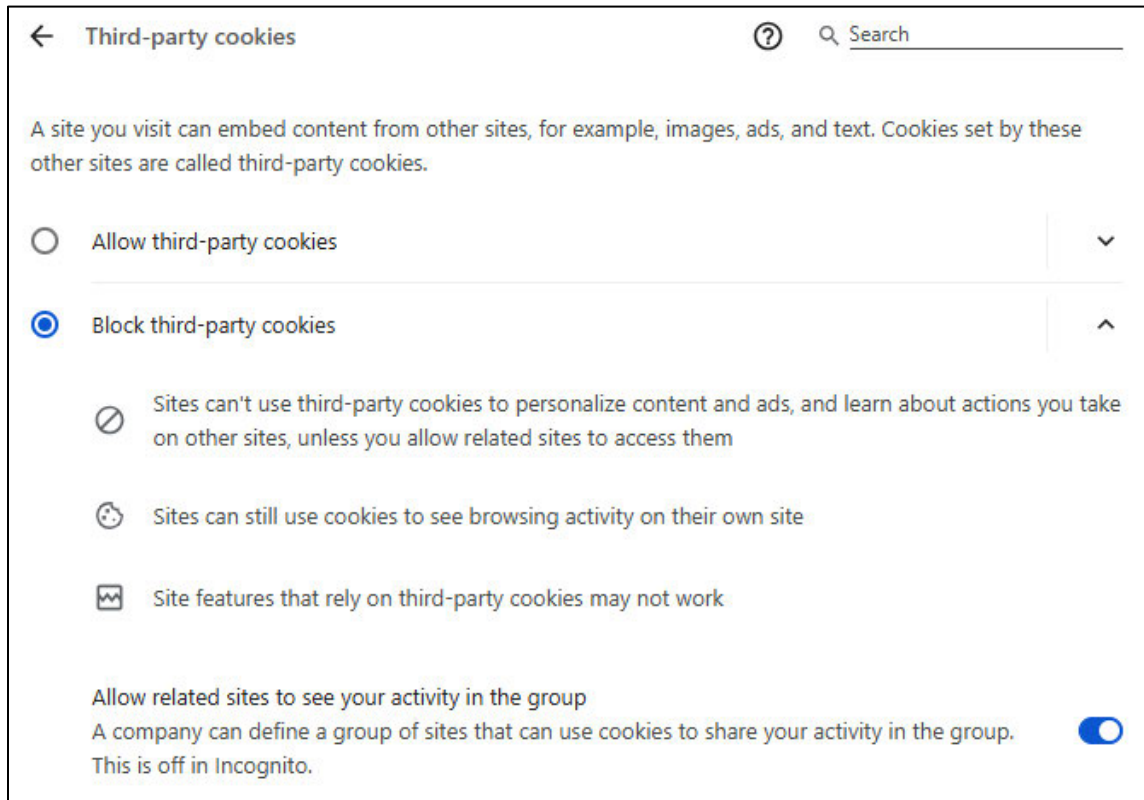 Third-party cookies
Search
A site you visit can embed content from other sites, for example, images, ads, and text. Cookies set by these
other sites are called third-party cookies.
Allow third-party cookies
Block third-party cookies
Sites can't use third-party cookies to personalize content and ads, and learn about actions you take
on other sites, unless you allow related sites to access them
Sites can still use cookies to see browsing activity on their own site
Site features that rely on third-party cookies may not work
Allow related sites to see your activity in the group
A company can define a group of sites that can use cookies to share your activity in the group.
This is off in Incognito.